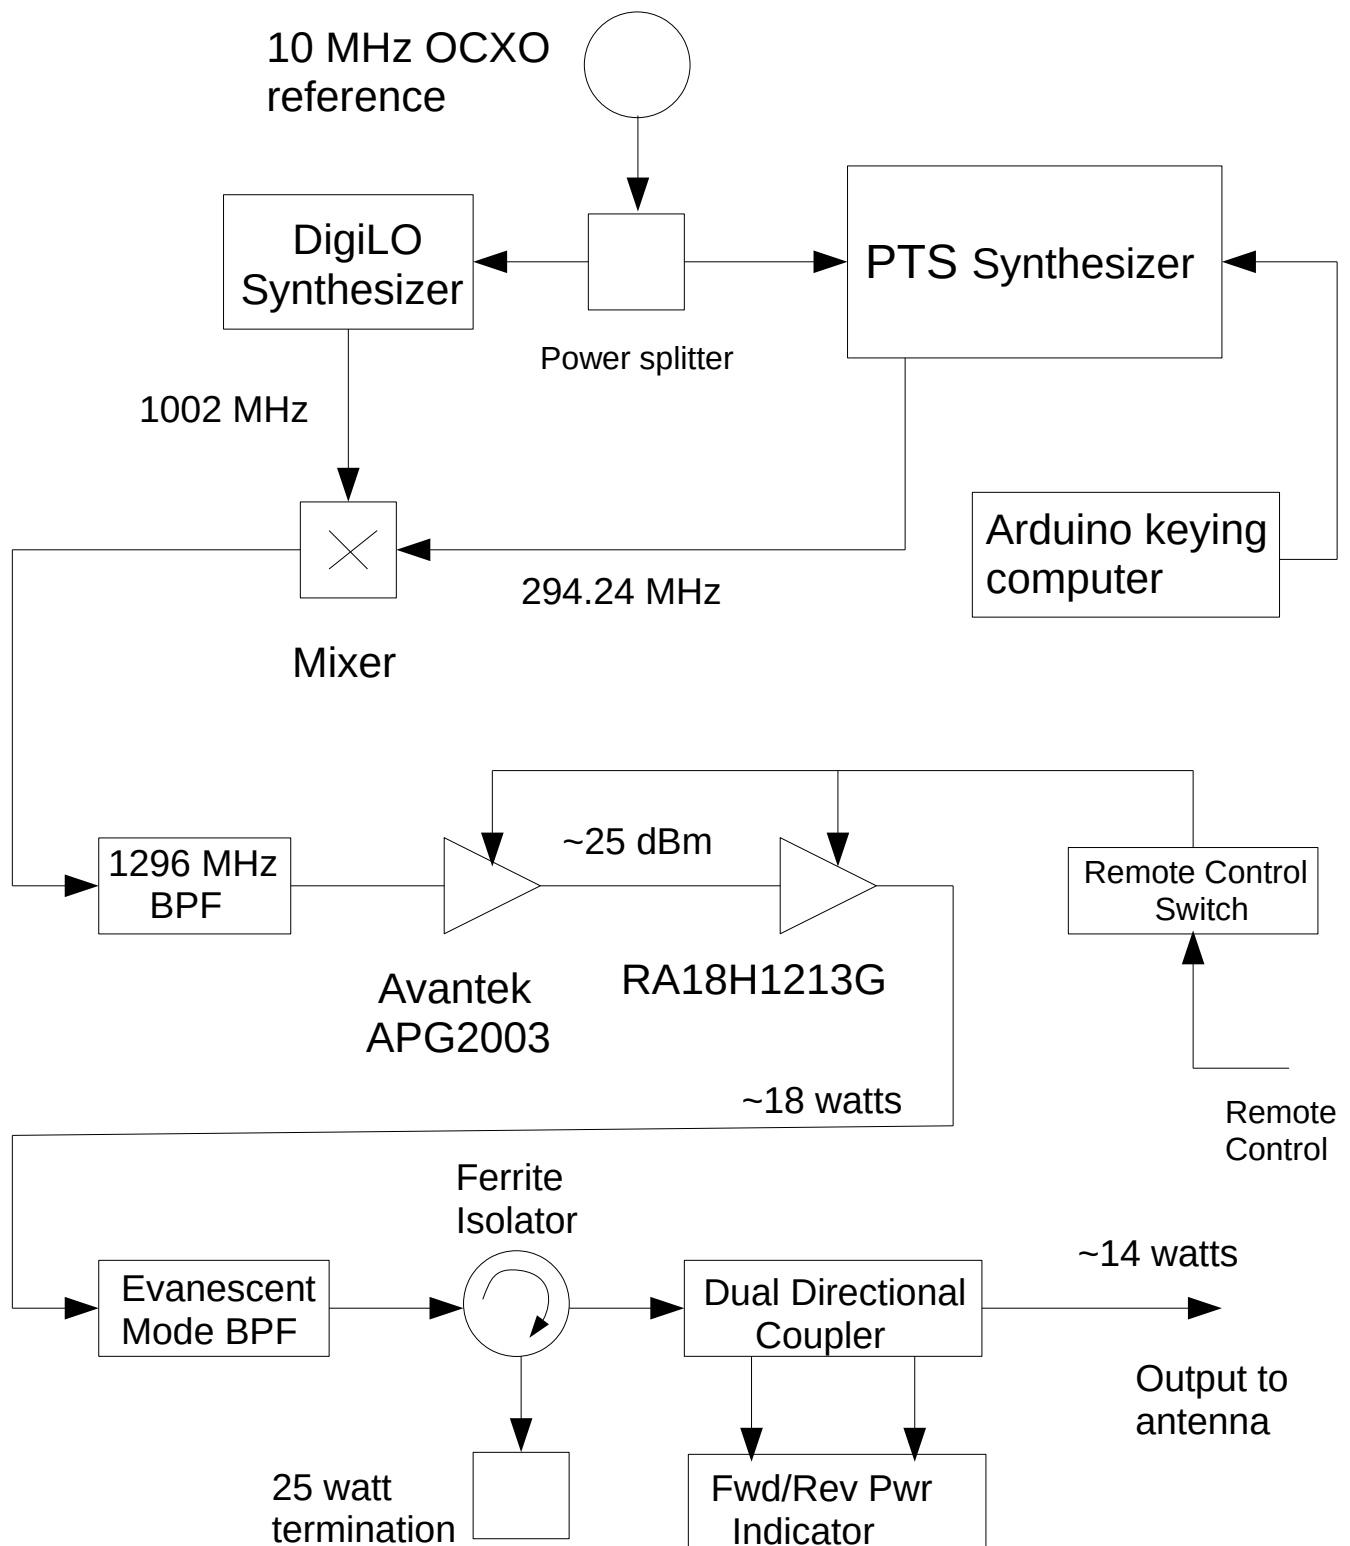 10 MHz OCXO
reference
DigiLO
Synthesizer
PTS Synthesizer
Power splitter
1002 MHz
Arduino keying
computer
294.24 MHz
Mixer
~25 dBm
1296 MHz
BPF
Remote Control
Switch
Avantek
APG2003
RA18H1213G
~18 watts
Remote
Control
Ferrite
Isolator
~14 watts
Evanescent
Mode BPF
Dual Directional
Coupler
Output to
antenna
25 watt
termination
Fwd/Rev Pwr
Indicator